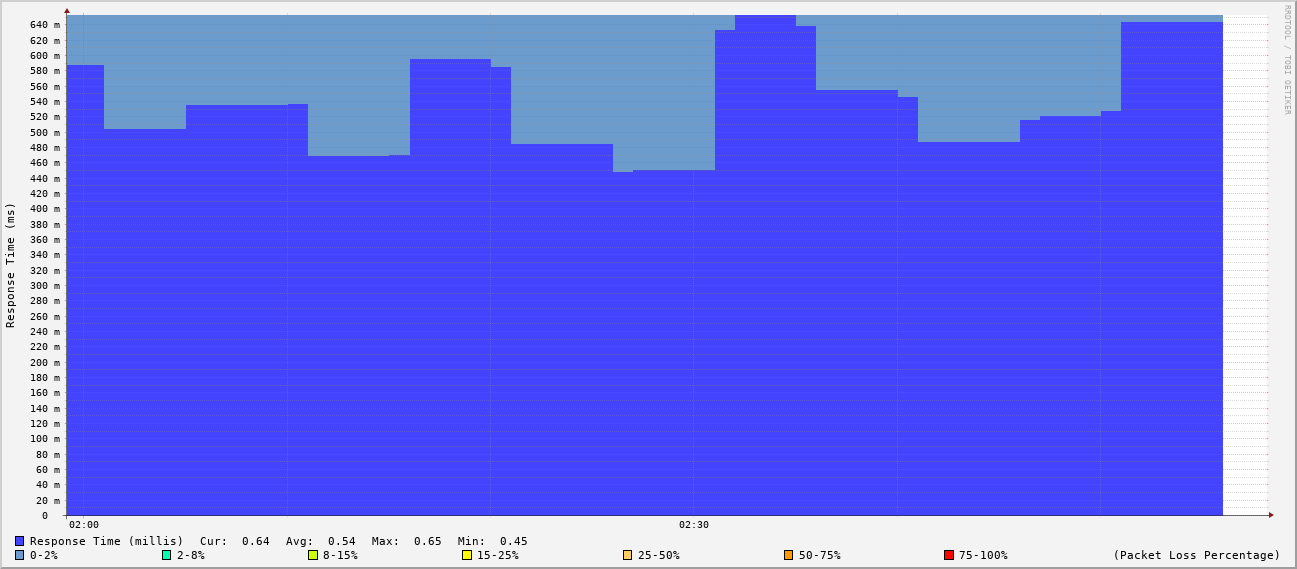 RRDTOOL / TOBI OETIKER
Response Time (ms)
640 m
620 m
600 m
580 m
560 m
540 m
520 m
500 m
480 m
460 m
440 m
420 m
400 m
380 m
360 m
340 m
320 m
300 m
280 m
260 m
240 m
220 m
200 m
180 m
160 m
140 m
120 m
100 m
80 m
60 m
40 m
20 m
0
02:00 02:30
Response Time (millis) Cur: 0.64 Avg: 0.54 Max: 0.65 Min: 0.45
0-2% 2-8% 8-15% 15-25% 25-50% 50-75% 75-100% (Packet Loss Percentage)